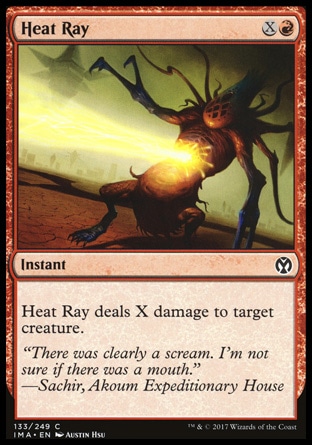 Heat Ray X
Instant
Heat Ray deals X damage to target
creature.
"There was clearly a scream. I'm not
sure if there was a mouth."
—Sachir, Akoum Expeditionary House
133/249 C
IMA • EN Austin Hsu ™ & © 2017 Wizards of the Coast